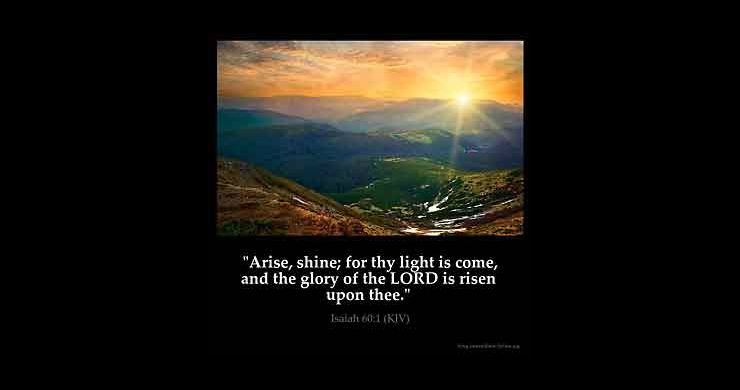 "Arise, shine; for thy light is come,
and the glory of the LORD is risen
upon thee."
Isaiah 60:1 (KJV)